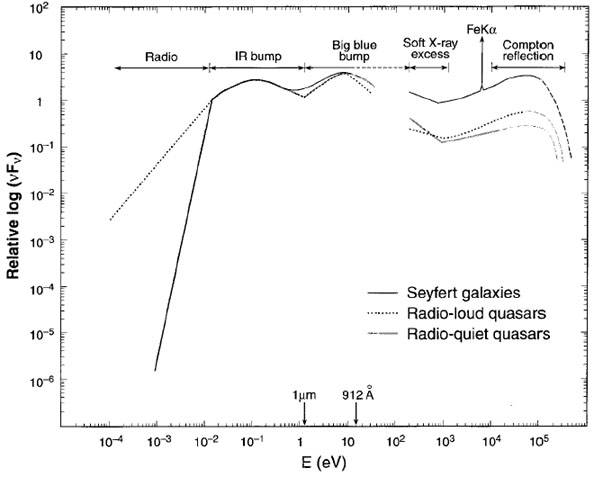 FeKα
Radio
IR bump
Big blue
bump
Soft X-ray
excess
Compton
reflection
Relative log (νFν)
10²
10
1
10⁻¹
10⁻²
10⁻³
10⁻⁴
10⁻⁵
10⁻⁶
Seyfert galaxies
Radio-loud quasars
Radio-quiet quasars
1μm
912 Å
10⁻⁴
10⁻³
10⁻²
10⁻¹
1
10
10²
10³
10⁴
10⁵
E (eV)